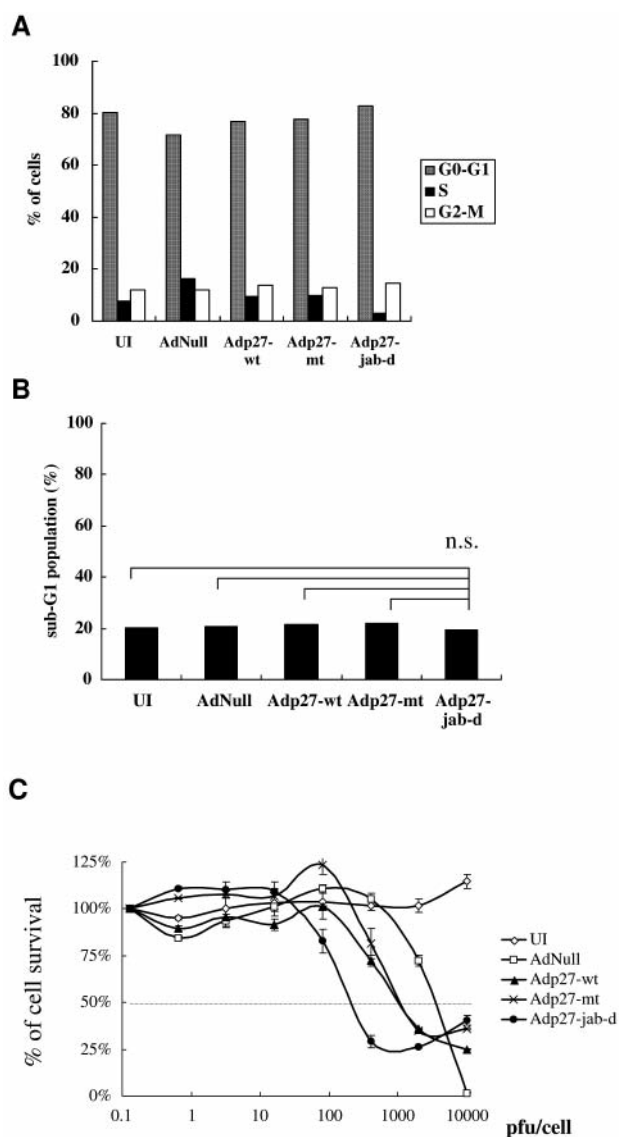 A
% of cells
100
80
60
40
20
0
G0-G1
S
G2-M
UI
AdNull
Adp27-
wt
Adp27-
mt
Adp27-
jab-d
B
sub-G1 population (%)
100
80
60
40
20
0
n.s.
UI
AdNull
Adp27-wt
Adp27-mt
Adp27-
jab-d
C
% of cell survival
125%
100%
75%
50%
25%
0%
0.1
1
10
100
1000
10000
pfu/cell
UI
AdNull
Adp27-wt
Adp27-mt
Adp27-jab-d